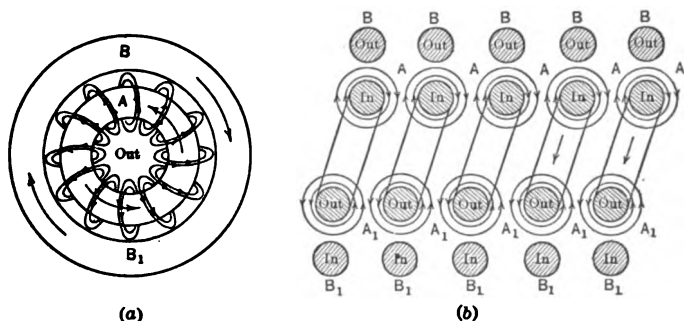 B
A
Out
B1
(a)
B B B B B
Out Out Out Out Out
A A A A A
In In In In In
Out Out Out Out Out
A1 A1 A1 A1 A1
In In In In In
B1 B1 B1 B1 B1
(b)